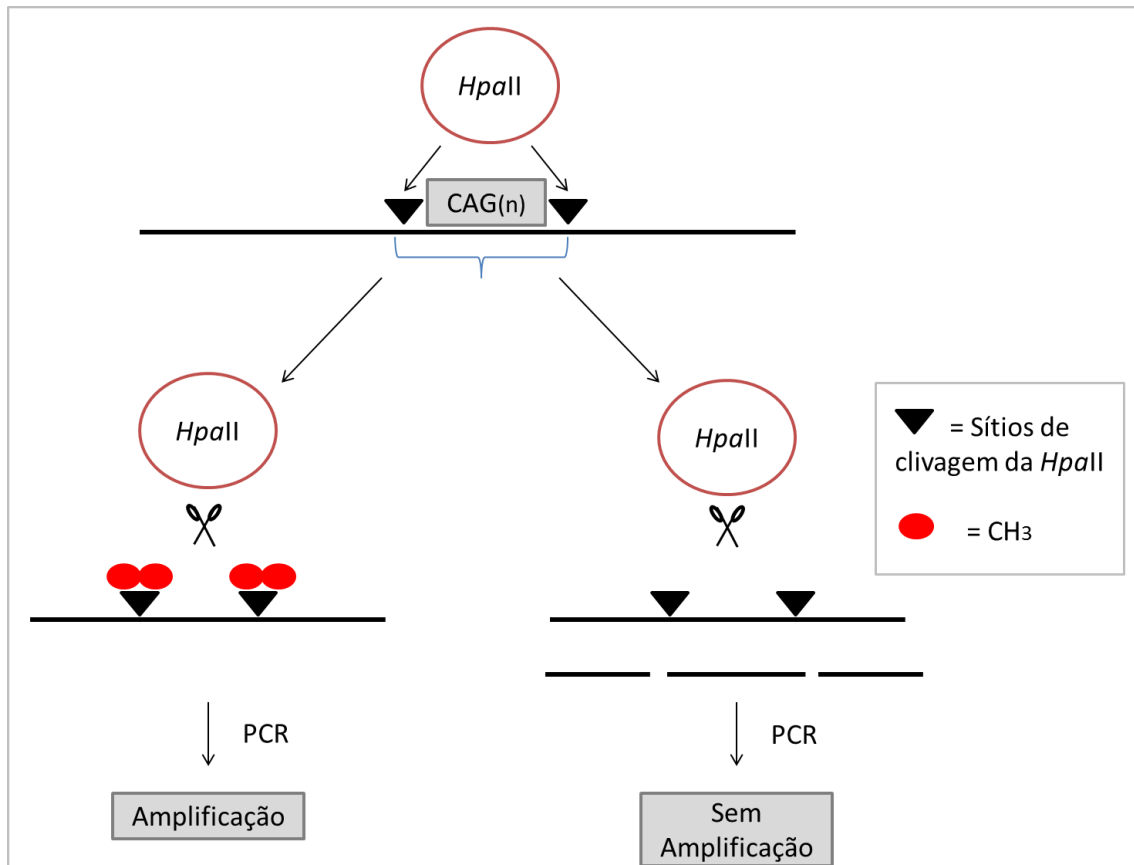 HpaII
CAG(n)
HpaII
HpaII
= Sítios de
clivagem da HpaII
= CH3
PCR
PCR
Amplificação
Sem
Amplificação